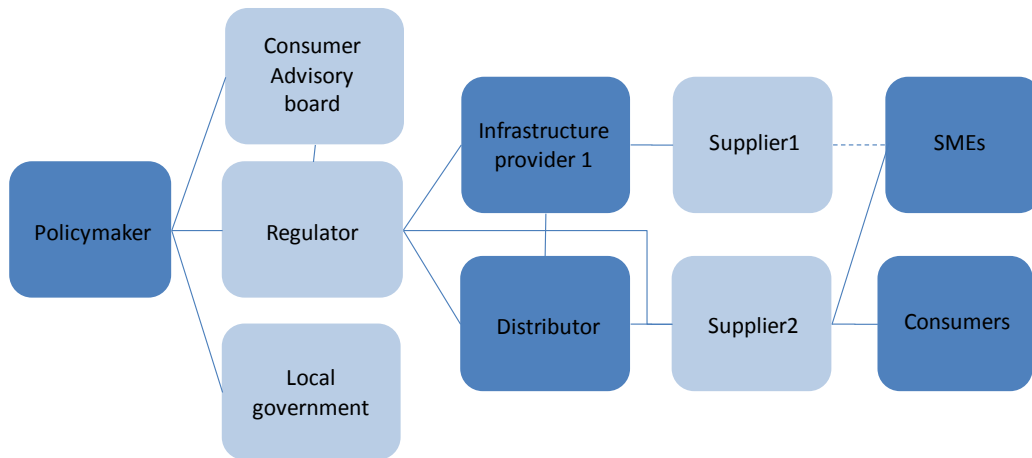 Policymaker
Consumer
Advisory
board
Regulator
Local
government
Infrastructure
provider 1
Distributor
Supplier1
Supplier2
SMEs
Consumers